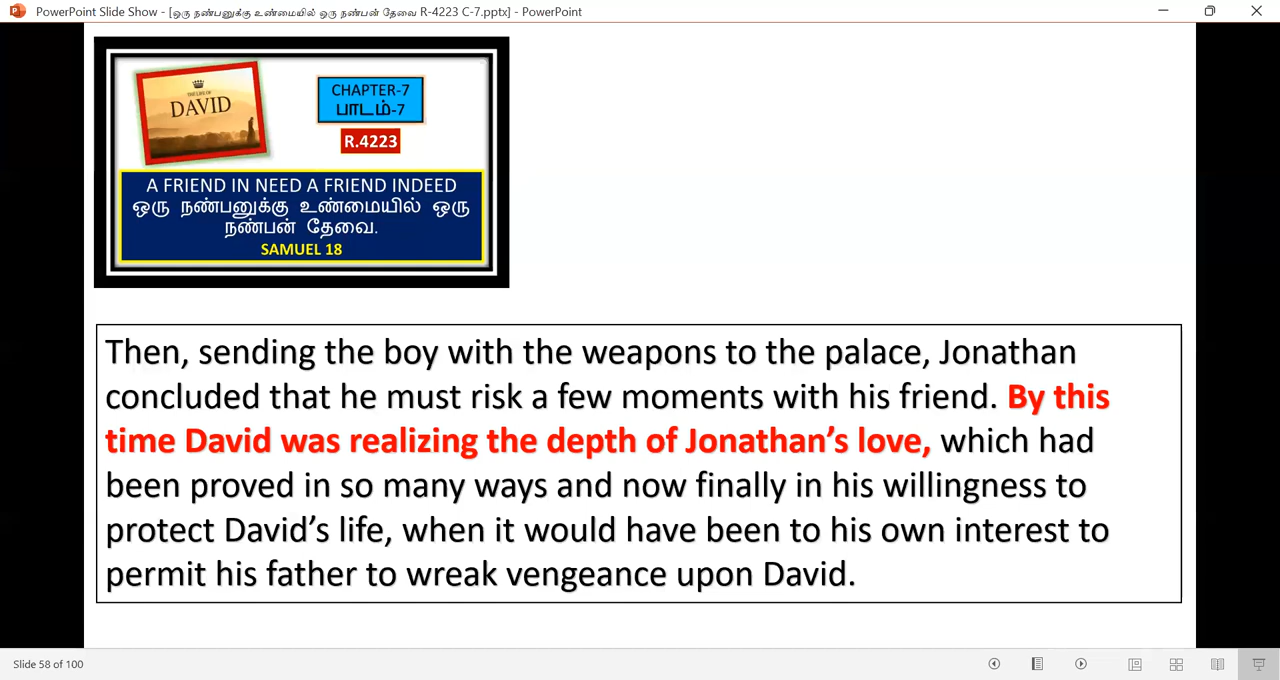 PowerPoint Slide Show - [ஒரு நண்பனுக்கு உண்மையில் ஒரு நண்பன் தேவை R-4223 C-7.pptx] - PowerPoint
THE LIFE OF
DAVID
CHAPTER-7
பாடம்-7
R.4223
A FRIEND IN NEED A FRIEND INDEED
ஒரு நண்பனுக்கு உண்மையில் ஒரு
நண்பன் தேவை.
SAMUEL 18
Then, sending the boy with the weapons to the palace, Jonathan
concluded that he must risk a few moments with his friend. By this
time David was realizing the depth of Jonathan's love, which had
been proved in so many ways and now finally in his willingness to
protect David's life, when it would have been to his own interest to
permit his father to wreak vengeance upon David.
Slide 58 of 100